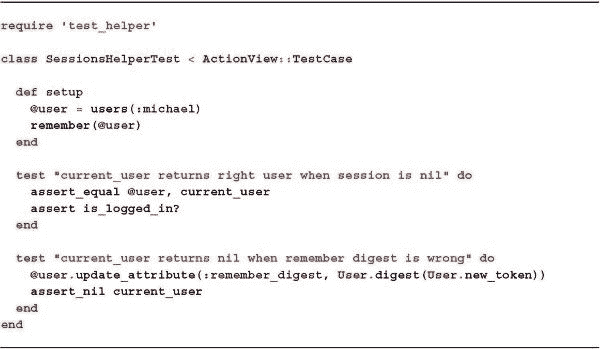 require 'test_helper'
class SessionsHelperTest < ActionView::TestCase
  def setup
    @user = users(:michael)
    remember(@user)
  end
  test "current_user returns right user when session is nil" do
    assert_equal @user, current_user
    assert is_logged_in?
  end
  test "current_user returns nil when remember digest is wrong" do
    @user.update_attribute(:remember_digest, User.digest(User.new_token))
    assert_nil current_user
  end
end